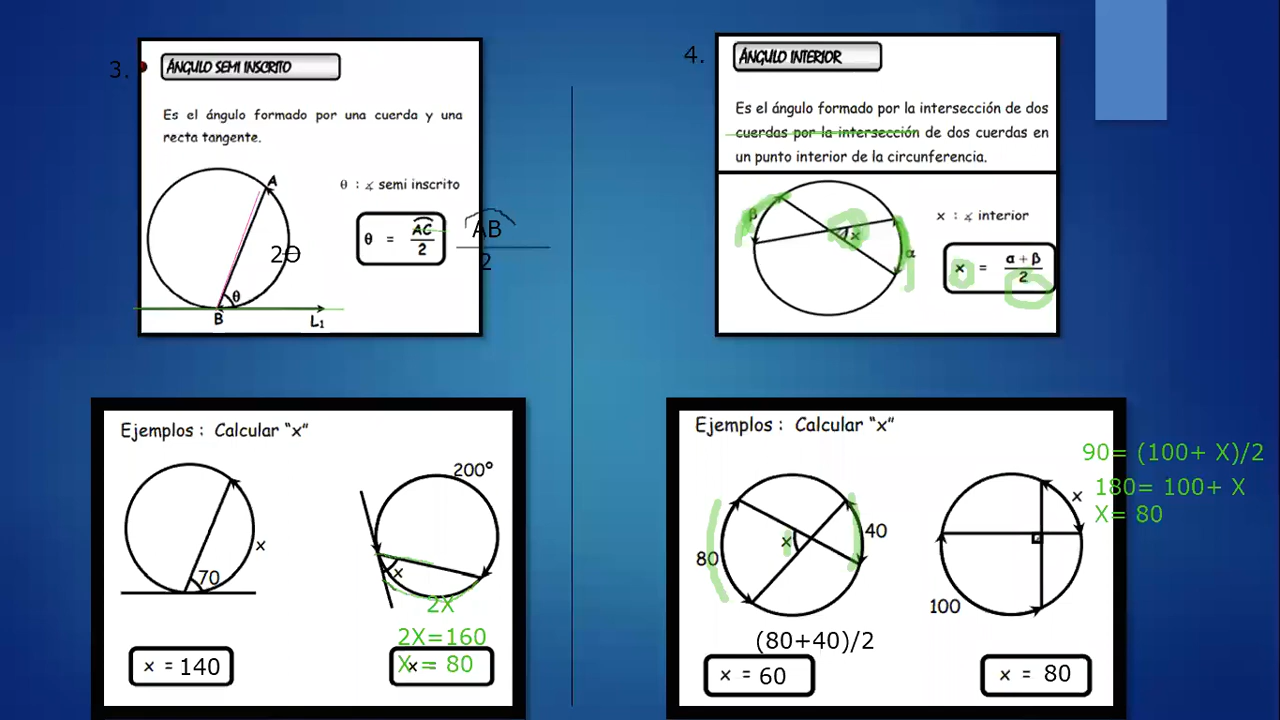 3.
ÁNGULO SEMI INSCRITO
Es el ángulo formado por una cuerda y una
recta tangente.
A
θ : ∡ semi inscrito
θ = AC/2
AB
2
2Θ
θ
B
L₁
4.
ÁNGULO INTERIOR
Es el ángulo formado por la intersección de dos
cuerdas por la intersección de dos cuerdas en
un punto interior de la circunferencia.
β
x
α
x : ∡ interior
x = α + β/2
Ejemplos : Calcular “x”
x
70
x = 140
200º
x
2X
2X=160
X= 80
x =
Ejemplos : Calcular “x”
80
x
40
(80+40)/2
x = 60
90= (100+ X)/2
180= 100+ X
X= 80
x
100
x = 80